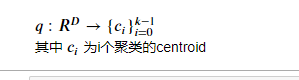 q : R^D → {c_i}_{i=0}^{k−1}
其中 c_i 为i个聚类的centroid